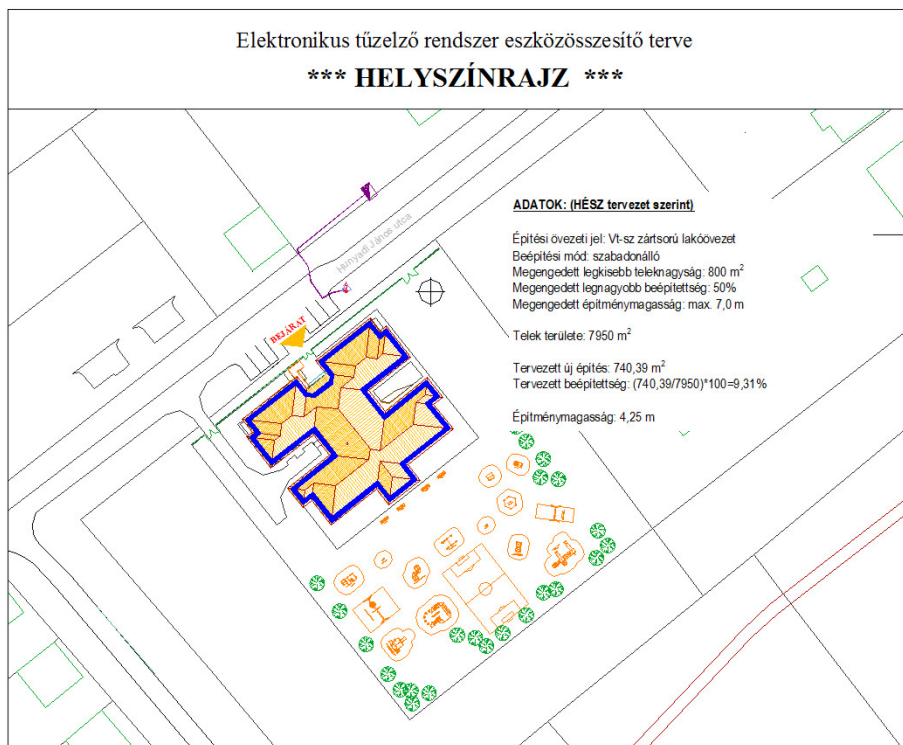 Elektronikus tűzelző rendszer eszközösszesítő terve
*** HELYSZÍNRAJZ ***
Hunyadi János utca
BEJÁRAT
ADATOK: (HÉSZ tervezet szerint)
Építési övezeti jel: Vt-sz zártsorú lakóövezet
Beépítési mód: szabadonálló
Megengedett legkisebb teleknagyság: 800 m²
Megengedett legnagyobb beépítettség: 50%
Megengedett építménymagasság: max. 7,0 m
Telek területe: 7950 m²
Tervezett új építés: 740,39 m²
Tervezett beépítettség: (740,39/7950)*100=9,31%
Építménymagasság: 4,25 m